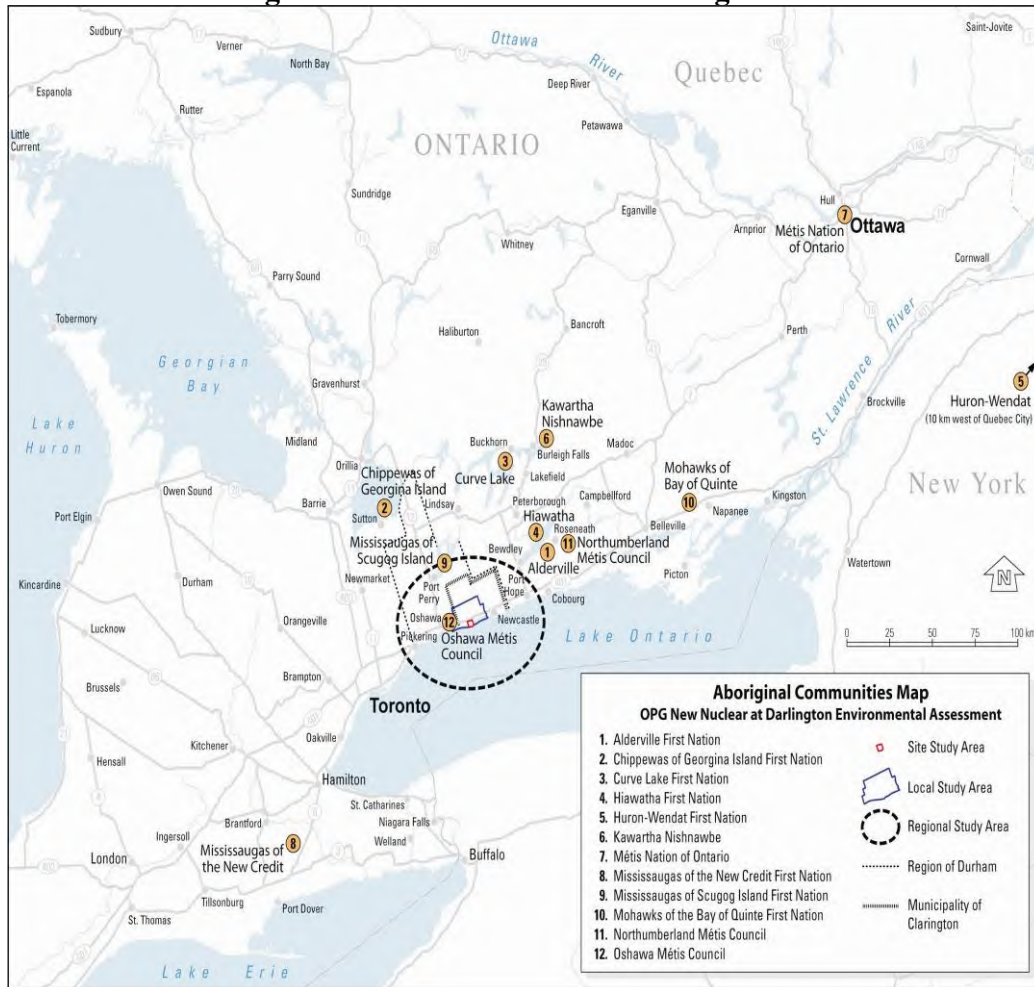 Sudbury
Verner
North Bay
Ottawa
River
Quebec
Saint-Jovite
Espanola
Rutter
Deep River
Petawawa
Little
Current
ONTARIO
Sundridge
Eganville
Hull
7
Ottawa
Arnprior
Métis Nation
of Ontario
Whitney
Cornwall
Parry Sound
Tobermory
Haliburton
Bancroft
Perth
Georgian
Bay
Gravenhurst
St. Lawrence
River
5
Huron-Wendat
(10 km west of Quebec City)
Brockville
Lake
Huron
Midland
Orillia
Kawartha
Nishnawbe
6
Buckhorn
Burleigh Falls
Madoc
3
Curve Lake
Lakefield
Chippewas of
Georgina Island
2
Sutton
Barrie
Lindsay
Peterborough
Campbellford
Mohawks of
Bay of Quinte
10
Kingston
Napanee
New York
Owen Sound
Port Elgin
Hiawatha
4
Roseneath
Belleville
11
Northumberland
Métis Council
Mississaugas of
Scugog Island
9
Bewdley
1
Alderville
Picton
Watertown
N
Kincardine
Durham
Newmarket
Port
Perry
Port
Hope
Cobourg
Lucknow
Orangeville
Oshawa
12
Newcastle
Pickering
Oshawa Métis
Council
Lake Ontario
0 25 50 75 100 km
Brussels
Brampton
Toronto
Kitchener
Oakville
Hensall
Hamilton
St. Catharines
Niagara Falls
Welland
Brantford
Ingersoll
8
Mississaugas of
the New Credit
London
Buffalo
Tillsonburg
St. Thomas
Port Dover
Lake Erie
Aboriginal Communities Map
OPG New Nuclear at Darlington Environmental Assessment
1. Alderville First Nation
2. Chippewas of Georgina Island First Nation
3. Curve Lake First Nation
4. Hiawatha First Nation
5. Huron-Wendat First Nation
6. Kawartha Nishnawbe
7. Métis Nation of Ontario
8. Mississaugas of the New Credit First Nation
9. Mississaugas of Scugog Island First Nation
10. Mohawks of the Bay of Quinte First Nation
11. Northumberland Métis Council
12. Oshawa Métis Council
Site Study Area
Local Study Area
Regional Study Area
Region of Durham
Municipality of
Clarington